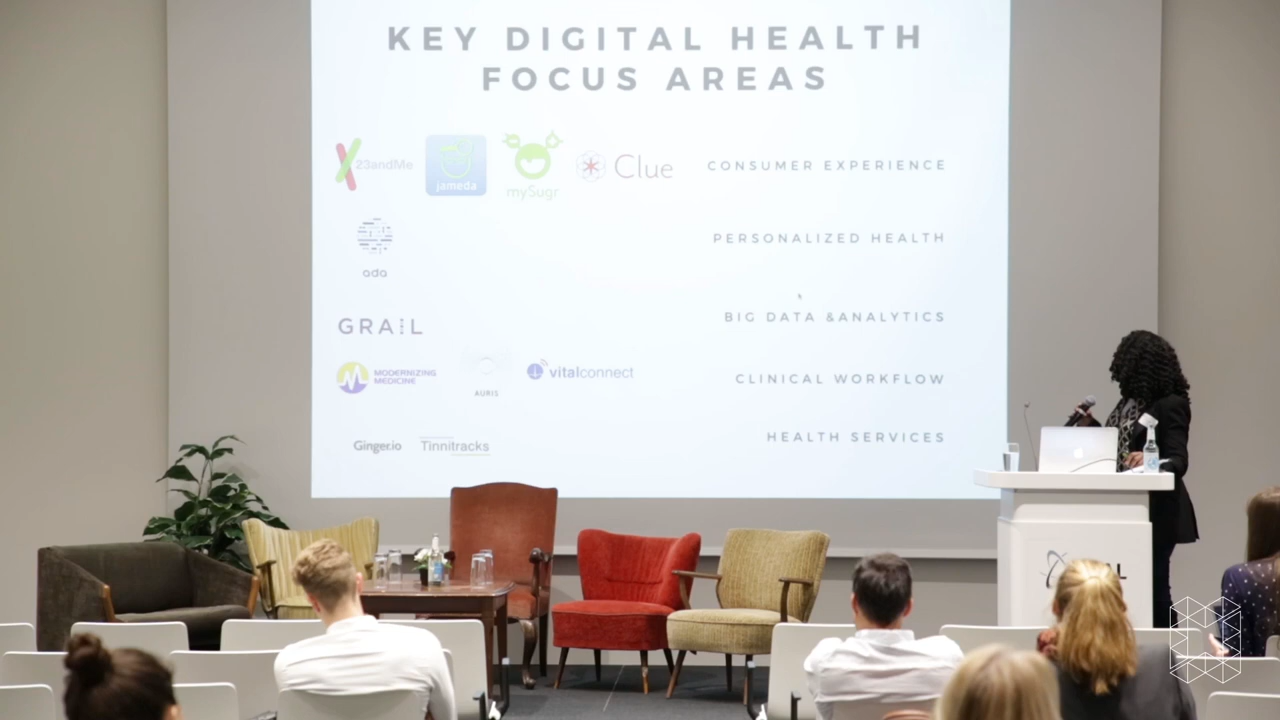 KEY DIGITAL HEALTH
FOCUS AREAS
23andMe
jameda
mySugr
Clue
CONSUMER EXPERIENCE
ada
PERSONALIZED HEALTH
GRAIL
BIG DATA &ANALYTICS
MODERNIZING
MEDICINE
AURIS
vitalconnect
CLINICAL WORKFLOW
Ginger.io
Tinnitracks
HEALTH SERVICES